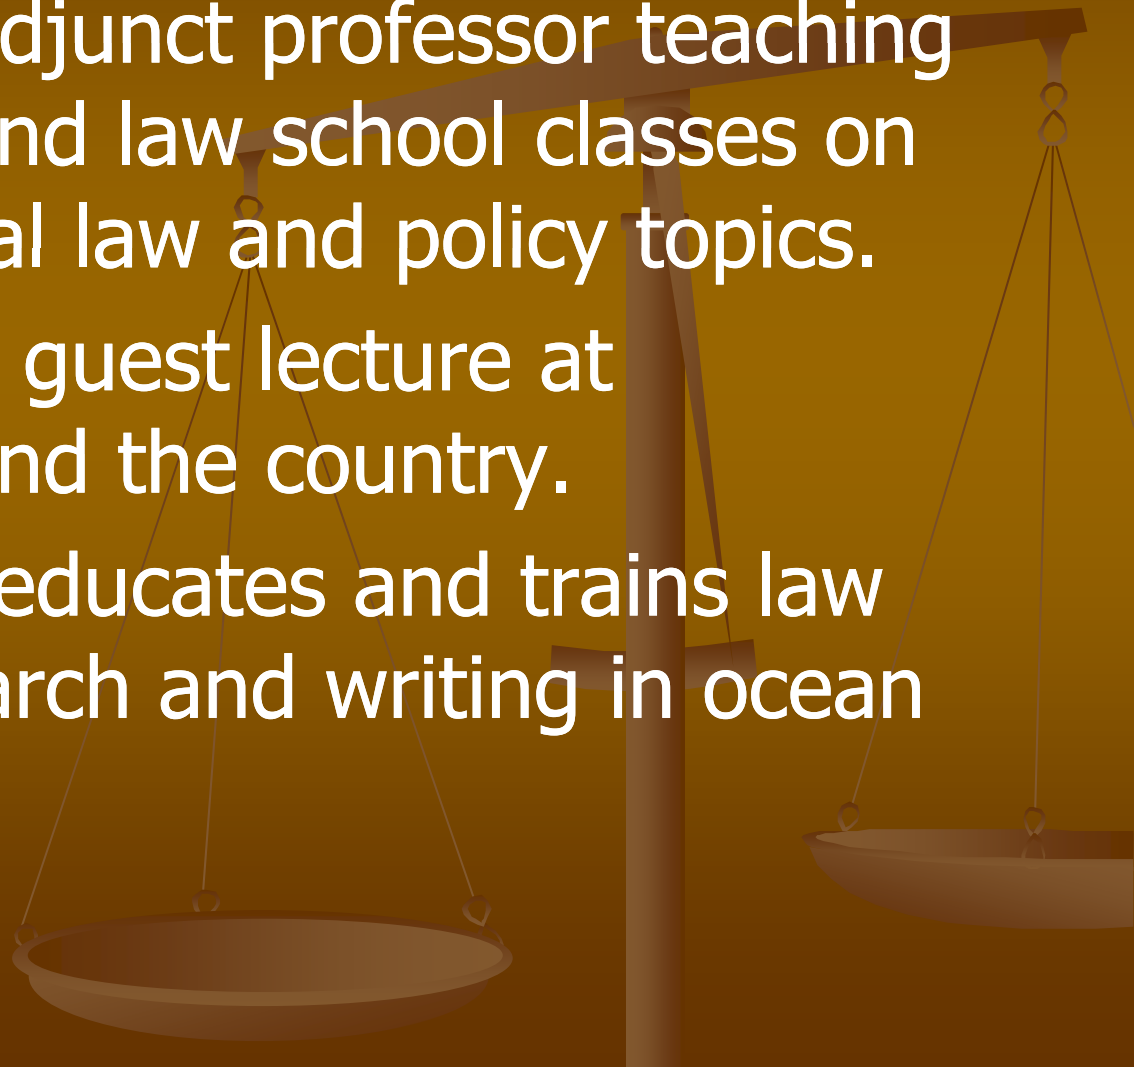 djunct professor teaching
nd law school classes on
al law and policy topics.
guest lecture at
nd the country.
educates and trains law
arch and writing in ocean